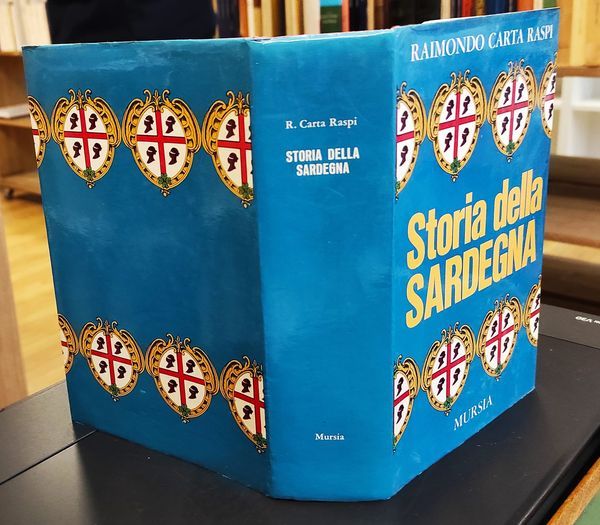 R. Carta Raspi
STORIA DELLA
SARDEGNA
Mursia
RAIMONDO CARTA RASPI
Storia della
SARDEGNA
MURSIA